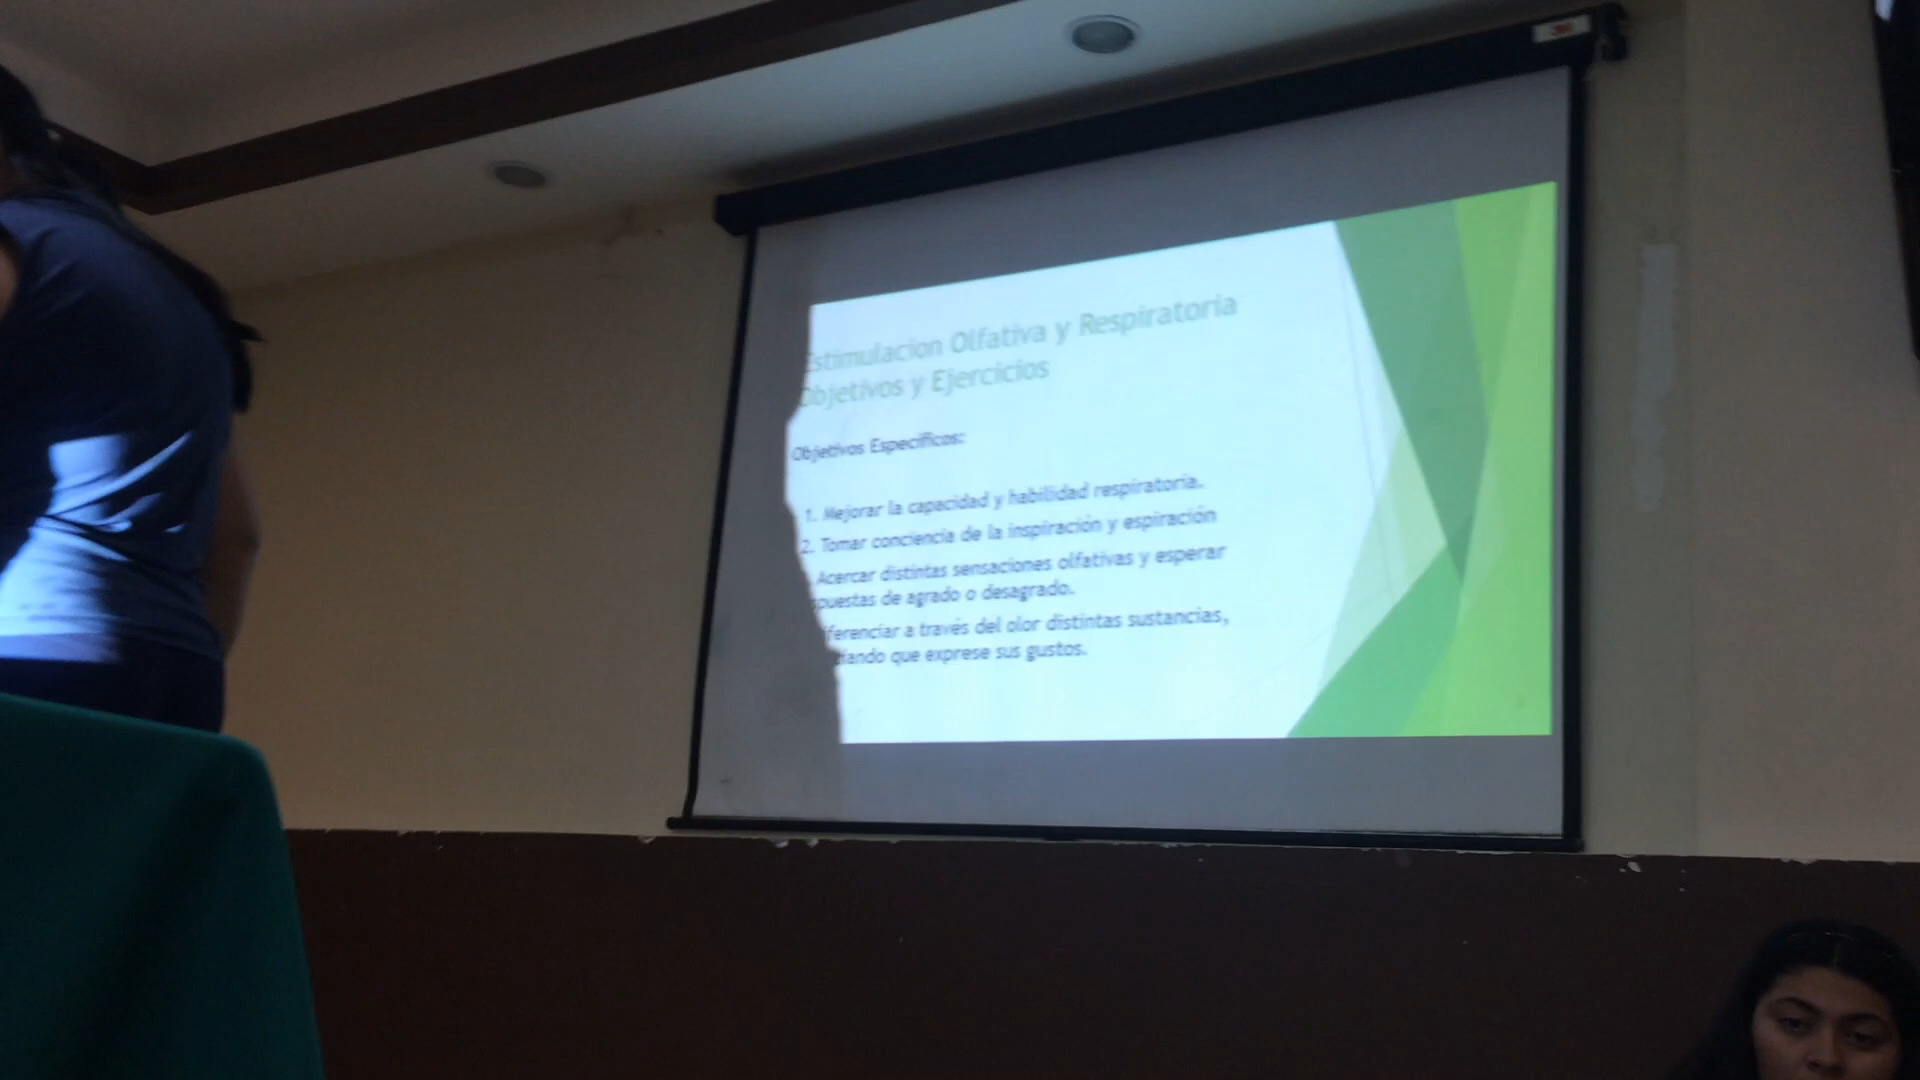 Estimulacion Olfativa y Respiratoria
Objetivos y Ejercicios
Objetivos Específicos:
1. Mejorar la capacidad y habilidad respiratoria.
2. Tomar conciencia de la inspiración y espiración
Acercar distintas sensaciones olfativas y esperar
puestas de agrado o desagrado.
ferenciar a través del olor distintas sustancias,
que exprese sus gustos.